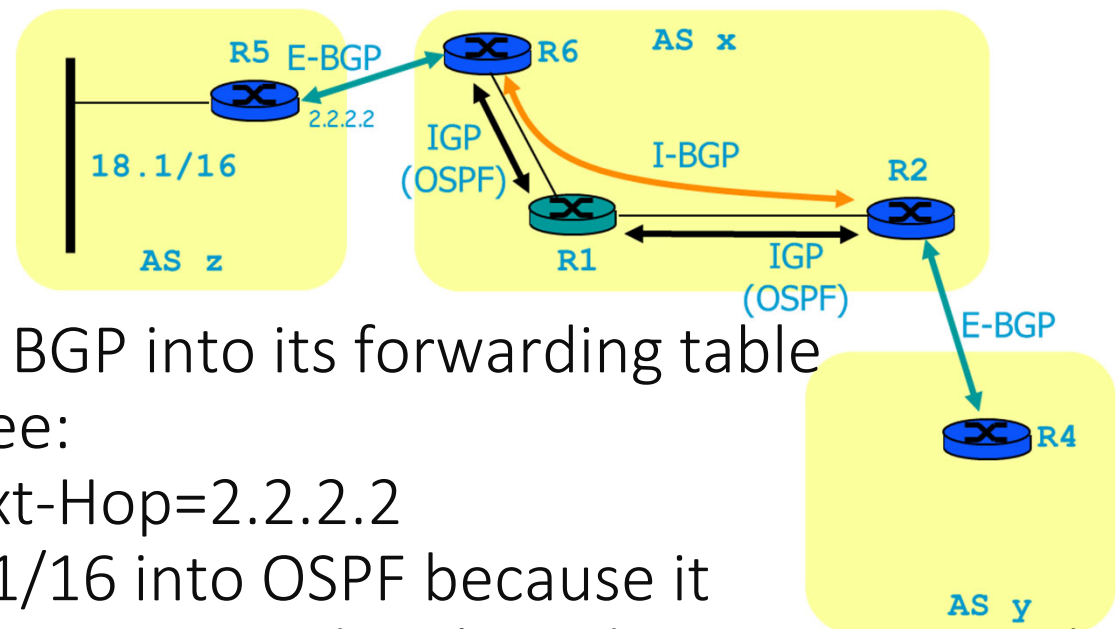 R5
E-BGP
R6
AS x
2.2.2.2
18.1/16
IGP
(OSPF)
I-BGP
R2
AS z
R1
IGP
(OSPF)
E-BGP
BGP into its forwarding table
ee:
xt-Hop=2.2.2.2
1/16 into OSPF because it
R4
AS y